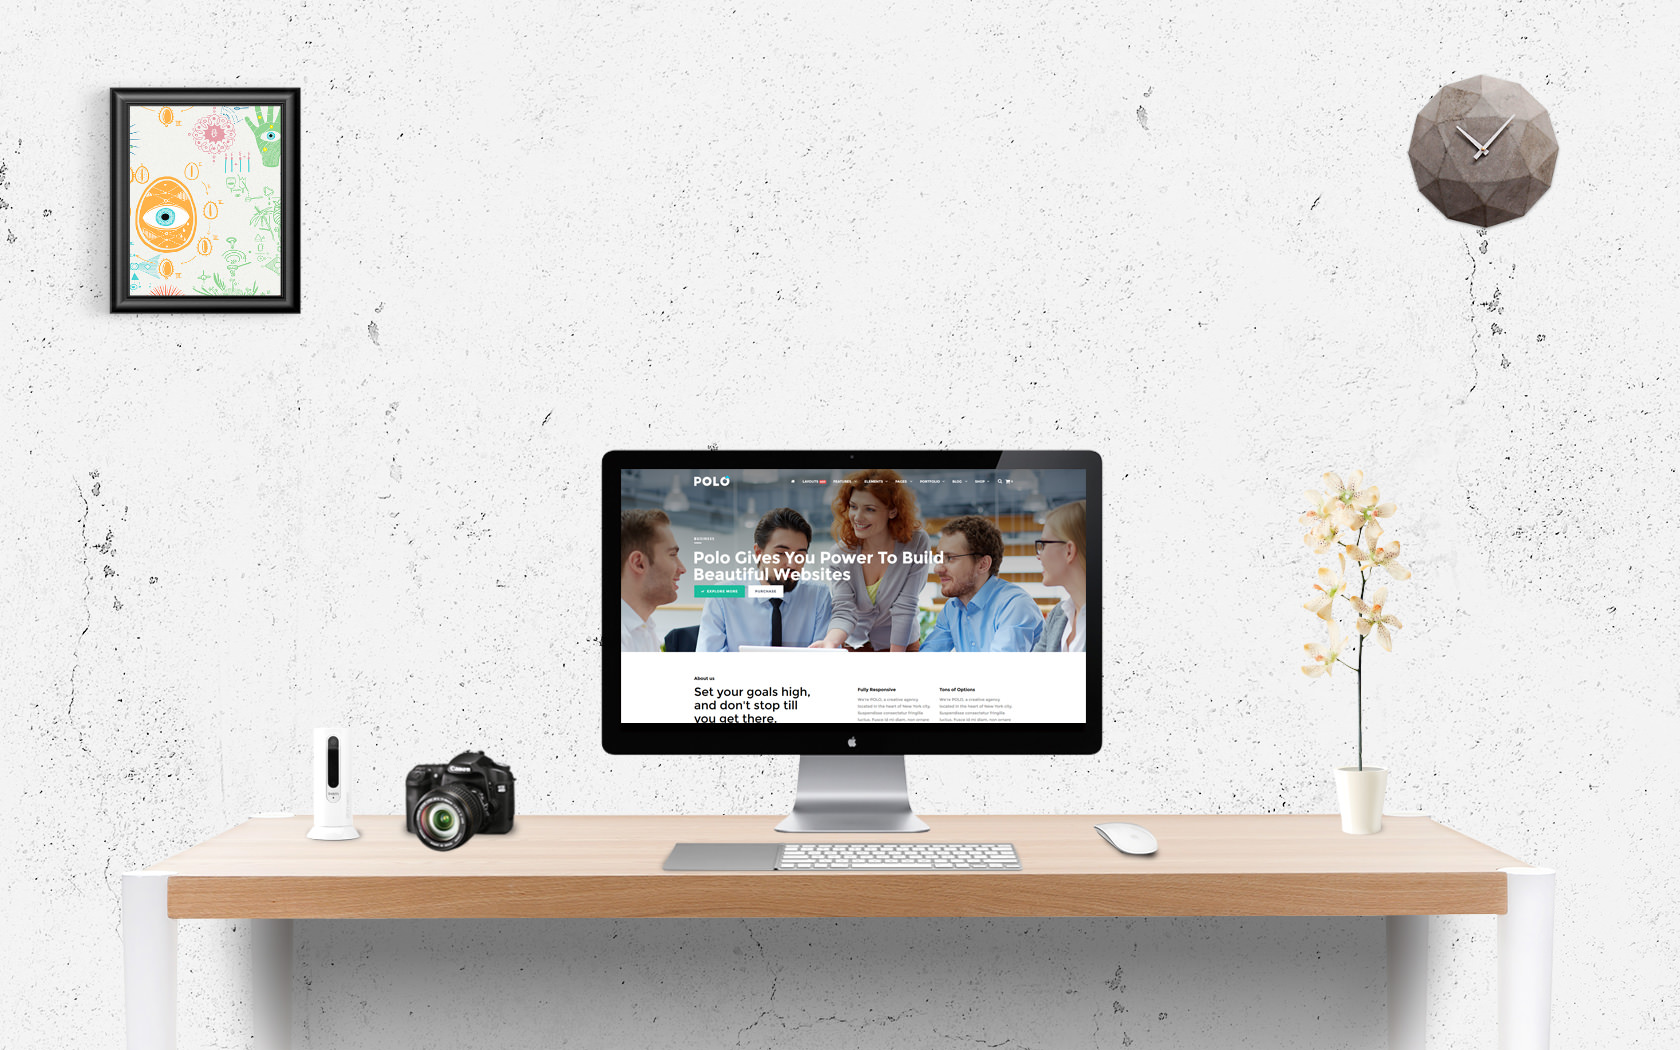 POLO
LAYOUTS
FEATURES
ELEMENTS
PAGES
PORTFOLIO
BLOG
SHOP
BUSINESS
Polo Gives You Power To Build
Beautiful Websites
EXPLORE MORE
PURCHASE
About us
Set your goals high,
and don't stop till
you get there.
Fully Responsive
We're POLO, a creative agency
located in the heart of New York city.
Suspendisse consectetur fringilla
luctus. Fusce id mi diam, non ornare
Tons of Options
We're POLO, a creative agency
located in the heart of New York city.
Suspendisse consectetur fringilla
luctus. Fusce id mi diam, non ornare
Canon